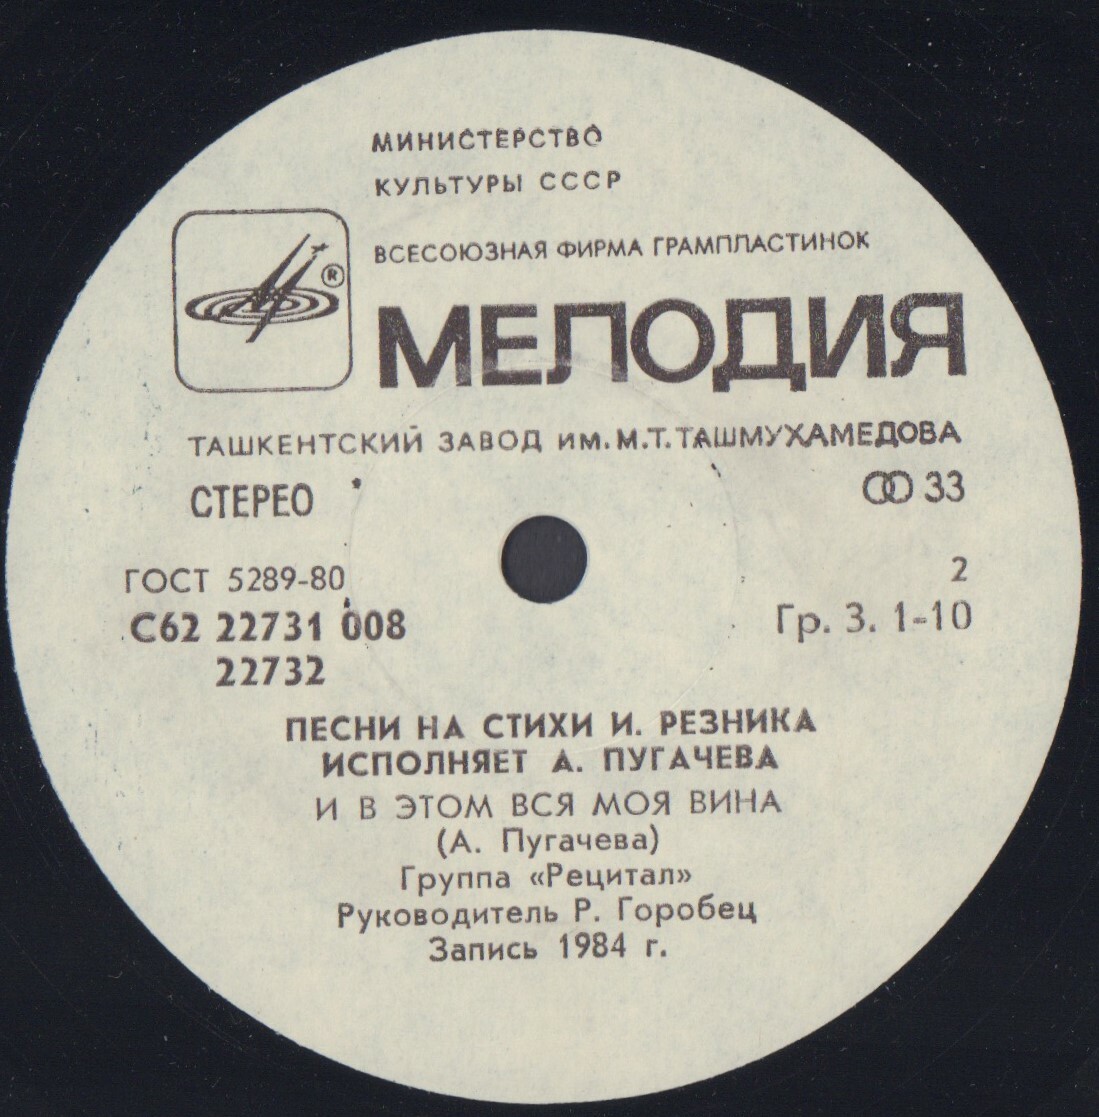 МИНИСТЕРСТВО
КУЛЬТУРЫ СССР
ВСЕСОЮЗНАЯ ФИРМА ГРАМПЛАСТИНОК
®
МЕЛОДИЯ
ТАШКЕНТСКИЙ ЗАВОД ИМ. М. Т. ТАШМУХАМЕДОВА
СТЕРЕО 33
ГОСТ 5289-80 2
С62 22731 008 Гр. 3. 1-10
22732
ПЕСНИ НА СТИХИ И. РЕЗНИКА
ИСПОЛНЯЕТ А. ПУГАЧЕВА
И В ЭТОМ ВСЯ МОЯ ВИНА
(А. Пугачева)
Группа «Рецитал»
Руководитель Р. Горобец
Запись 1984 г.